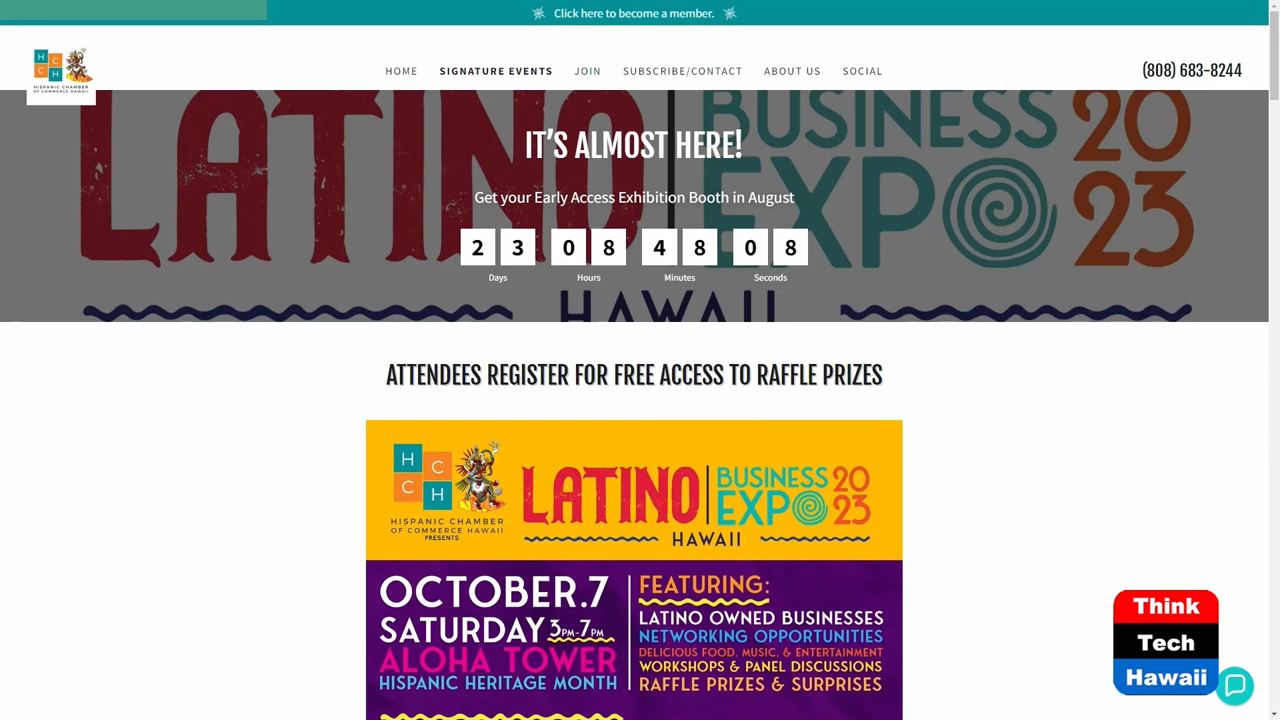 Click here to become a member.
H C
C H
HISPANIC CHAMBER
OF COMMERCE HAWAII
HOME SIGNATURE EVENTS JOIN SUBSCRIBE/CONTACT ABOUT US SOCIAL
(808) 683-8244
LATINO BUSINESS EXPO 2023
HAWAII
IT'S ALMOST HERE!
Get your Early Access Exhibition Booth in August
2 3 0 8 4 8 0 8
Days Hours Minutes Seconds
ATTENDEES REGISTER FOR FREE ACCESS TO RAFFLE PRIZES
H C
C H
HISPANIC CHAMBER
OF COMMERCE HAWAII
PRESENTS
LATINO BUSINESS EXPO 2023
HAWAII
OCTOBER.7
SATURDAY 3PM-7PM
ALOHA TOWER
HISPANIC HERITAGE MONTH
FEATURING:
LATINO OWNED BUSINESSES
NETWORKING OPPORTUNITIES
DELICIOUS FOOD, MUSIC, & ENTERTAINMENT
WORKSHOPS & PANEL DISCUSSIONS
RAFFLE PRIZES & SURPRISES
Think
Tech
Hawaii